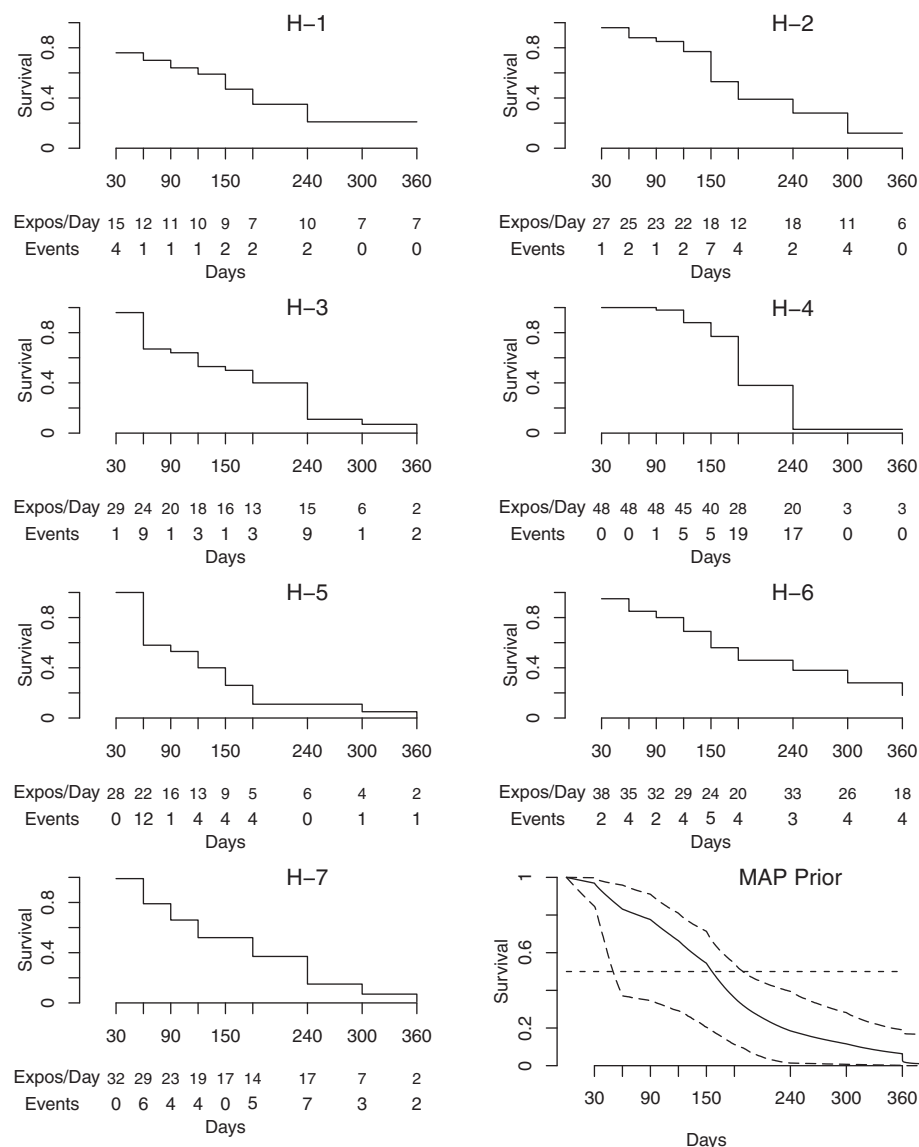 H−1
Survival
0 0.4 0.8
30 90 150 240 300 360
Expos/Day 15 12 11 10 9 7 10 7 7
Events 4 1 1 1 2 2 2 0 0
Days
H−2
Survival
0 0.4 0.8
30 90 150 240 300 360
Expos/Day 27 25 23 22 18 12 18 11 6
Events 1 2 1 2 7 4 2 4 0
Days
H−3
Survival
0 0.4 0.8
30 90 150 240 300 360
Expos/Day 29 24 20 18 16 13 15 6 2
Events 1 9 1 3 1 3 9 1 2
Days
H−4
Survival
0 0.4 0.8
30 90 150 240 300 360
Expos/Day 48 48 48 45 40 28 20 3 3
Events 0 0 1 5 5 19 17 0 0
Days
H−5
Survival
0 0.4 0.8
30 90 150 240 300 360
Expos/Day 28 22 16 13 9 5 6 4 2
Events 0 12 1 4 4 4 0 1 1
Days
H−6
Survival
0 0.4 0.8
30 90 150 240 300 360
Expos/Day 38 35 32 29 24 20 33 26 18
Events 2 4 2 4 5 4 3 4 4
Days
H−7
Survival
0 0.4 0.8
30 90 150 240 300 360
Expos/Day 32 29 23 19 17 14 17 7 2
Events 0 6 4 4 0 5 7 3 2
Days
MAP Prior
Survival
0 0.2 0.6 1
30 90 150 240 300 360
Days